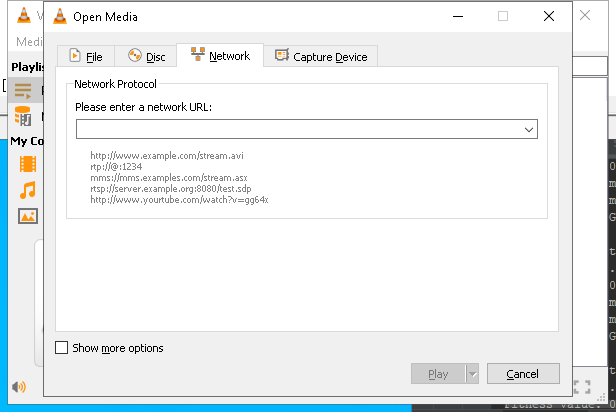 Open Media
Medi
File
Disc
Network
Capture Device
Playlis
Network Protocol
Please enter a network URL:
http://www.example.com/stream.avi
rtp://@:1234
mms://mms.examples.com/stream.asx
rtsp://server.example.org:8080/test.sdp
http://www.yourtube.com/watch?v=gg64x
My Co
Show more options
Play
Cancel
Fitness value: 0